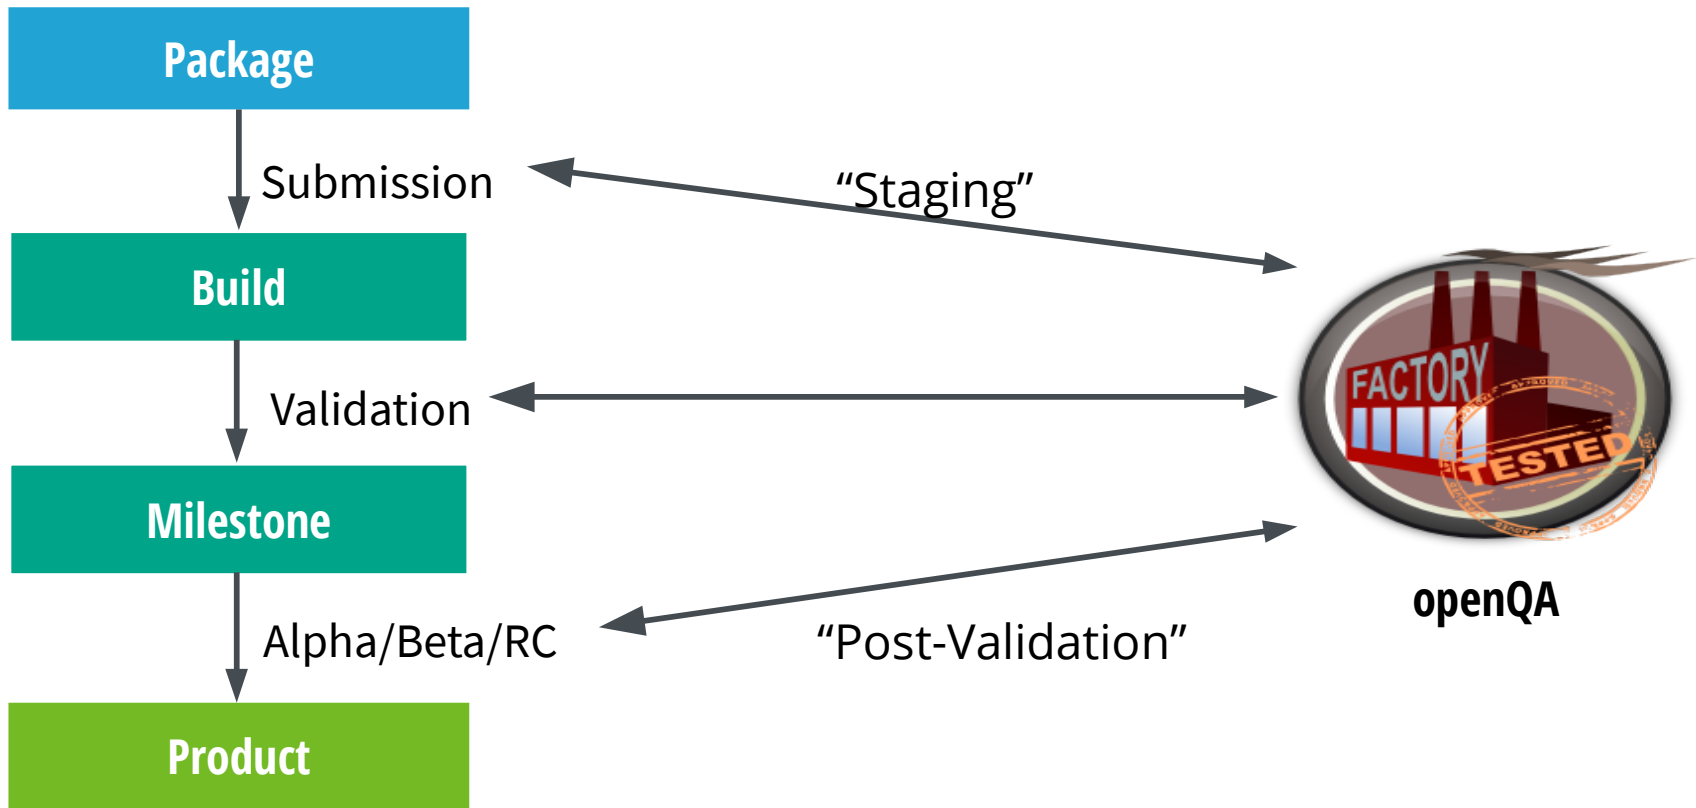 Package
Submission
“Staging”
Build
Validation
FACTORY
TESTED
Milestone
openQA
Alpha/Beta/RC
“Post-Validation”
Product